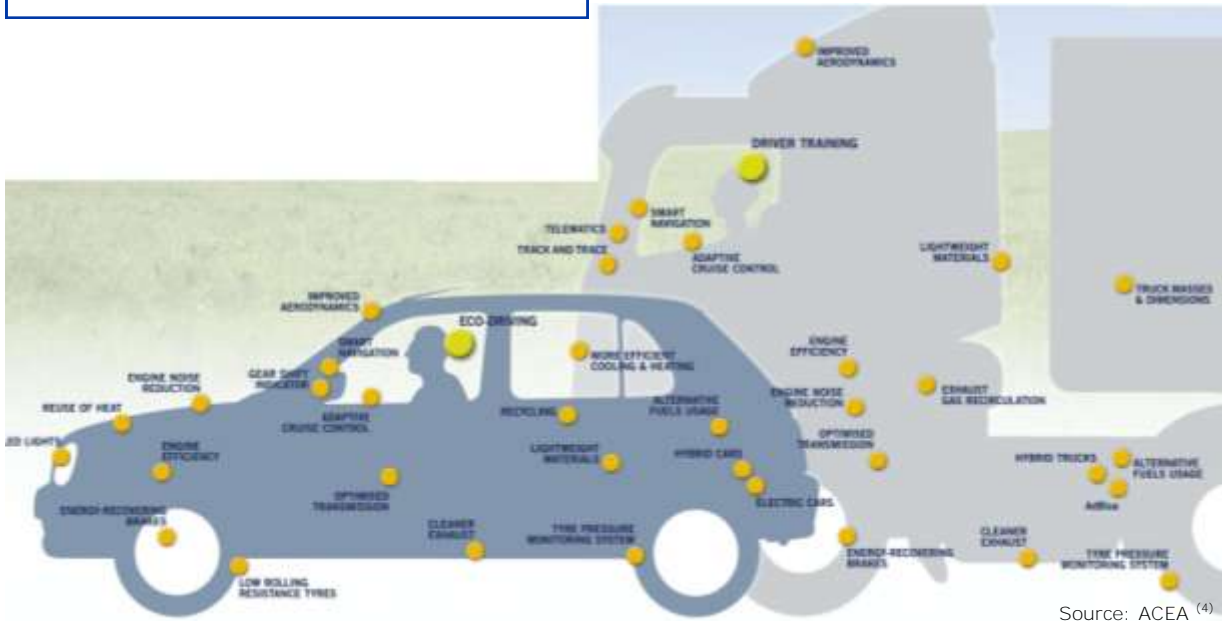 IMPROVED
AERODYNAMICS
DRIVER TRAINING
SMART
NAVIGATION
TELEMATICS
TRACK AND TRACE
ADAPTIVE
CRUISE CONTROL
LIGHTWEIGHT
MATERIALS
TRUCK MASSES
& DIMENSIONS
IMPROVED
AERODYNAMICS
ECO-DRIVING
SMART
NAVIGATION
GEAR SHIFT
INDICATOR
MORE EFFICIENT
COOLING & HEATING
ENGINE
EFFICIENCY
ENGINE NOISE
REDUCTION
REUSE OF HEAT
ADAPTIVE
CRUISE CONTROL
RECYCLING
ALTERNATIVE
FUELS USAGE
ENGINE NOISE
REDUCTION
EXHAUST
GAS RECIRCULATION
LED LIGHTS
ENGINE
EFFICIENCY
LIGHTWEIGHT
MATERIALS
HYBRID CARS
OPTIMISED
TRANSMISSION
HYBRID TRUCKS
ALTERNATIVE
FUELS USAGE
OPTIMISED
TRANSMISSION
ELECTRIC CARS
AdBlue
ENERGY-RECOVERING
BRAKES
CLEANER
EXHAUST
TYRE PRESSURE
MONITORING SYSTEM
ENERGY-RECOVERING
BRAKES
CLEANER
EXHAUST
TYRE PRESSURE
MONITORING SYSTEM
LOW ROLLING
RESISTANCE TYRES
Source: ACEA (4)